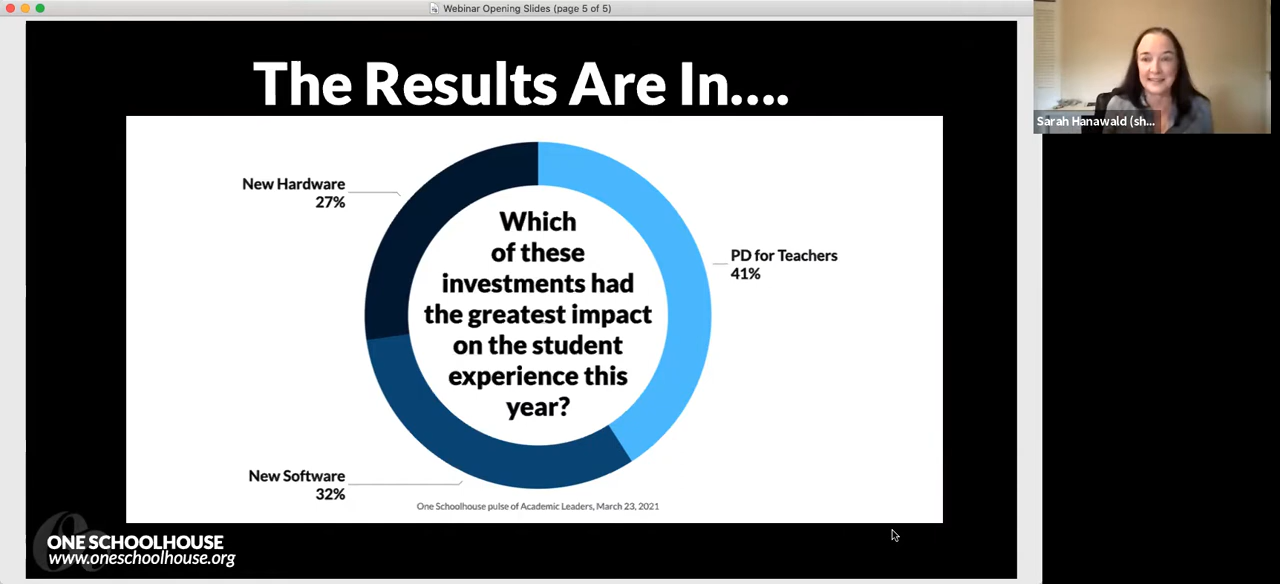 Webinar Opening Slides (page 5 of 5)
Sarah Hanawald (sh...
The Results Are In....
New Hardware
27%
Which
of these
investments had
the greatest impact
on the student
experience this
year?
PD for Teachers
41%
New Software
32%
One Schoolhouse pulse of Academic Leaders, March 23, 2021
ONE SCHOOLHOUSE
www.oneschoolhouse.org